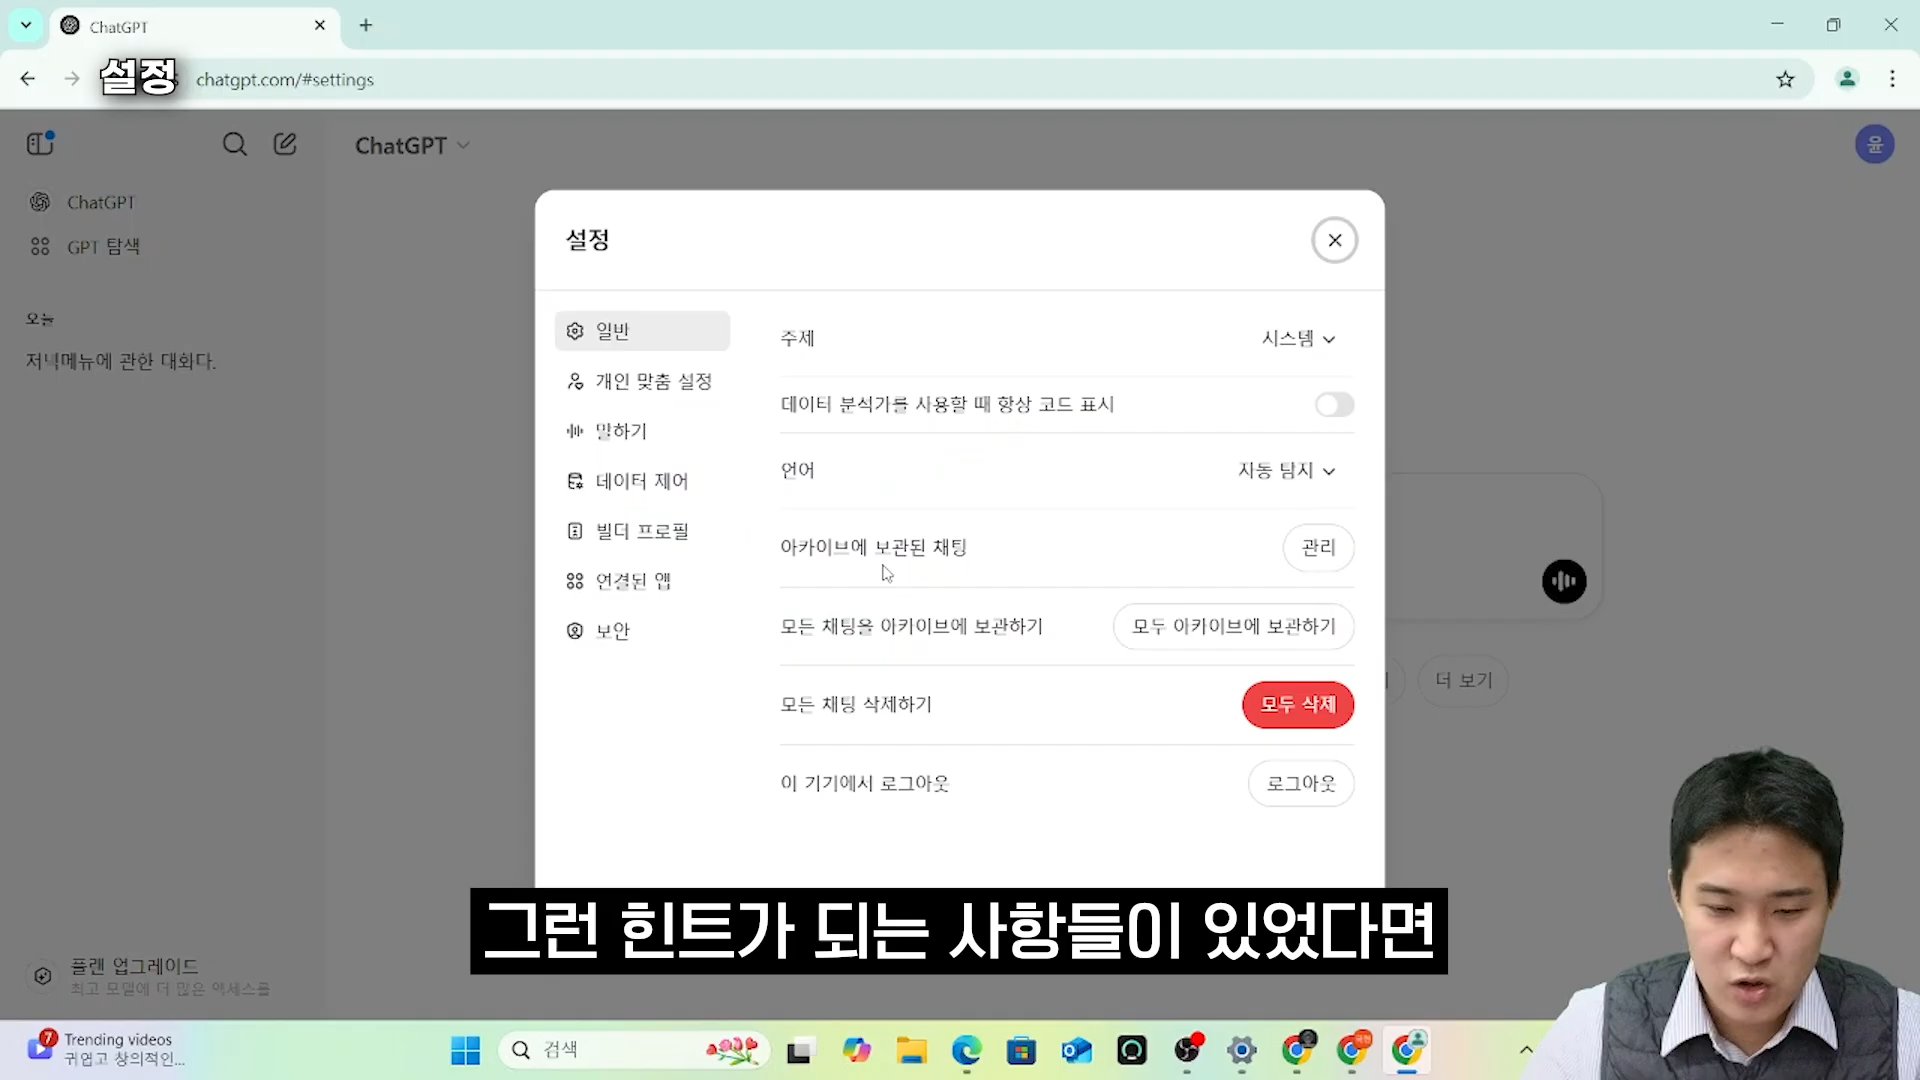 ChatGPT
설정
chatgpt.com/#settings
ChatGPT
윤
ChatGPT
GPT 탐색
오늘
저녁메뉴에 관한 대화다.
설정
일반
개인 맞춤 설정
말하기
데이터 제어
빌더 프로필
연결된 앱
보안
주제
시스템
데이터 분석가를 사용할 때 항상 코드 표시
언어
자동 탐지
아카이브에 보관된 채팅
관리
모든 채팅을 아카이브에 보관하기
모두 아카이브에 보관하기
모든 채팅 삭제하기
모두 삭제
이 기기에서 로그아웃
로그아웃
더 보기
그런 힌트가 되는 사항들이 있었다면
플랜 업그레이드
최고 모델에 더 많은 액세스를
7
Trending videos
귀엽고 창의적인...
검색